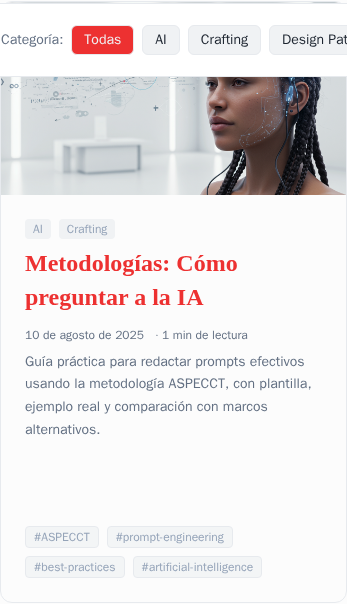 Categoría: Todas AI Crafting Design Pat
AI Crafting
Metodologías: Cómo
preguntar a la IA
10 de agosto de 2025 · 1 min de lectura
Guía práctica para redactar prompts efectivos
usando la metodología ASPECCT, con plantilla,
ejemplo real y comparación con marcos
alternativos.
#ASPECCT #prompt-engineering
#best-practices #artificial-intelligence